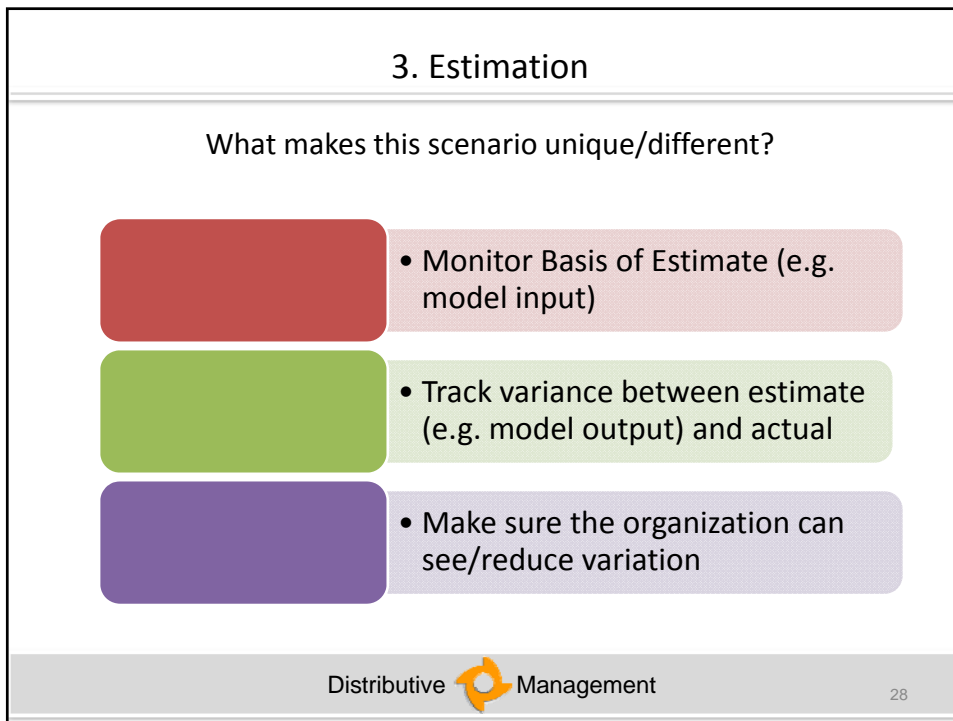 3. Estimation
What makes this scenario unique/different?
• Monitor Basis of Estimate (e.g.
model input)
• Track variance between estimate
(e.g. model output) and actual
• Make sure the organization can
see/reduce variation
Distributive Management
28